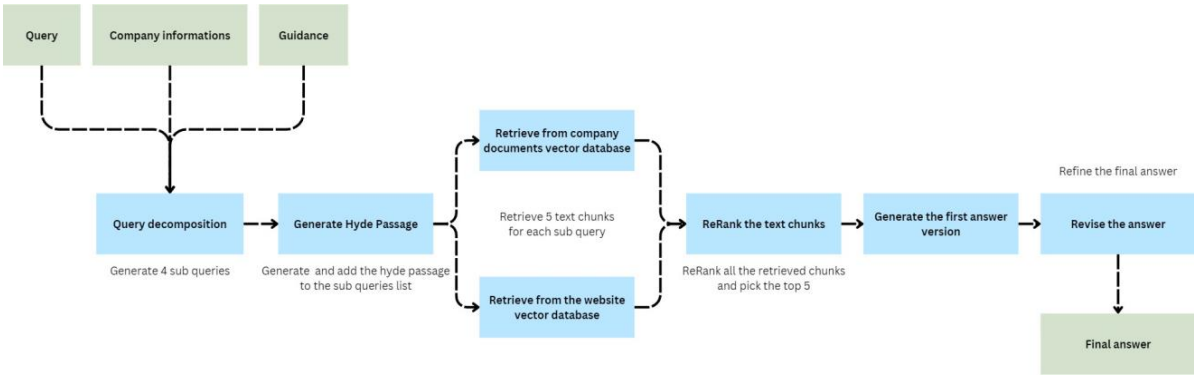 Query
Company informations
Guidance
Query decomposition
Generate 4 sub queries
Generate Hyde Passage
Generate and add the hyde passage
to the sub queries list
Retrieve from company
documents vector database
Retrieve 5 text chunks
for each sub query
Retrieve from the website
vector database
ReRank the text chunks
ReRank all the retrieved chunks
and pick the top 5
Generate the first answer
version
Refine the final answer
Revise the answer
Final answer